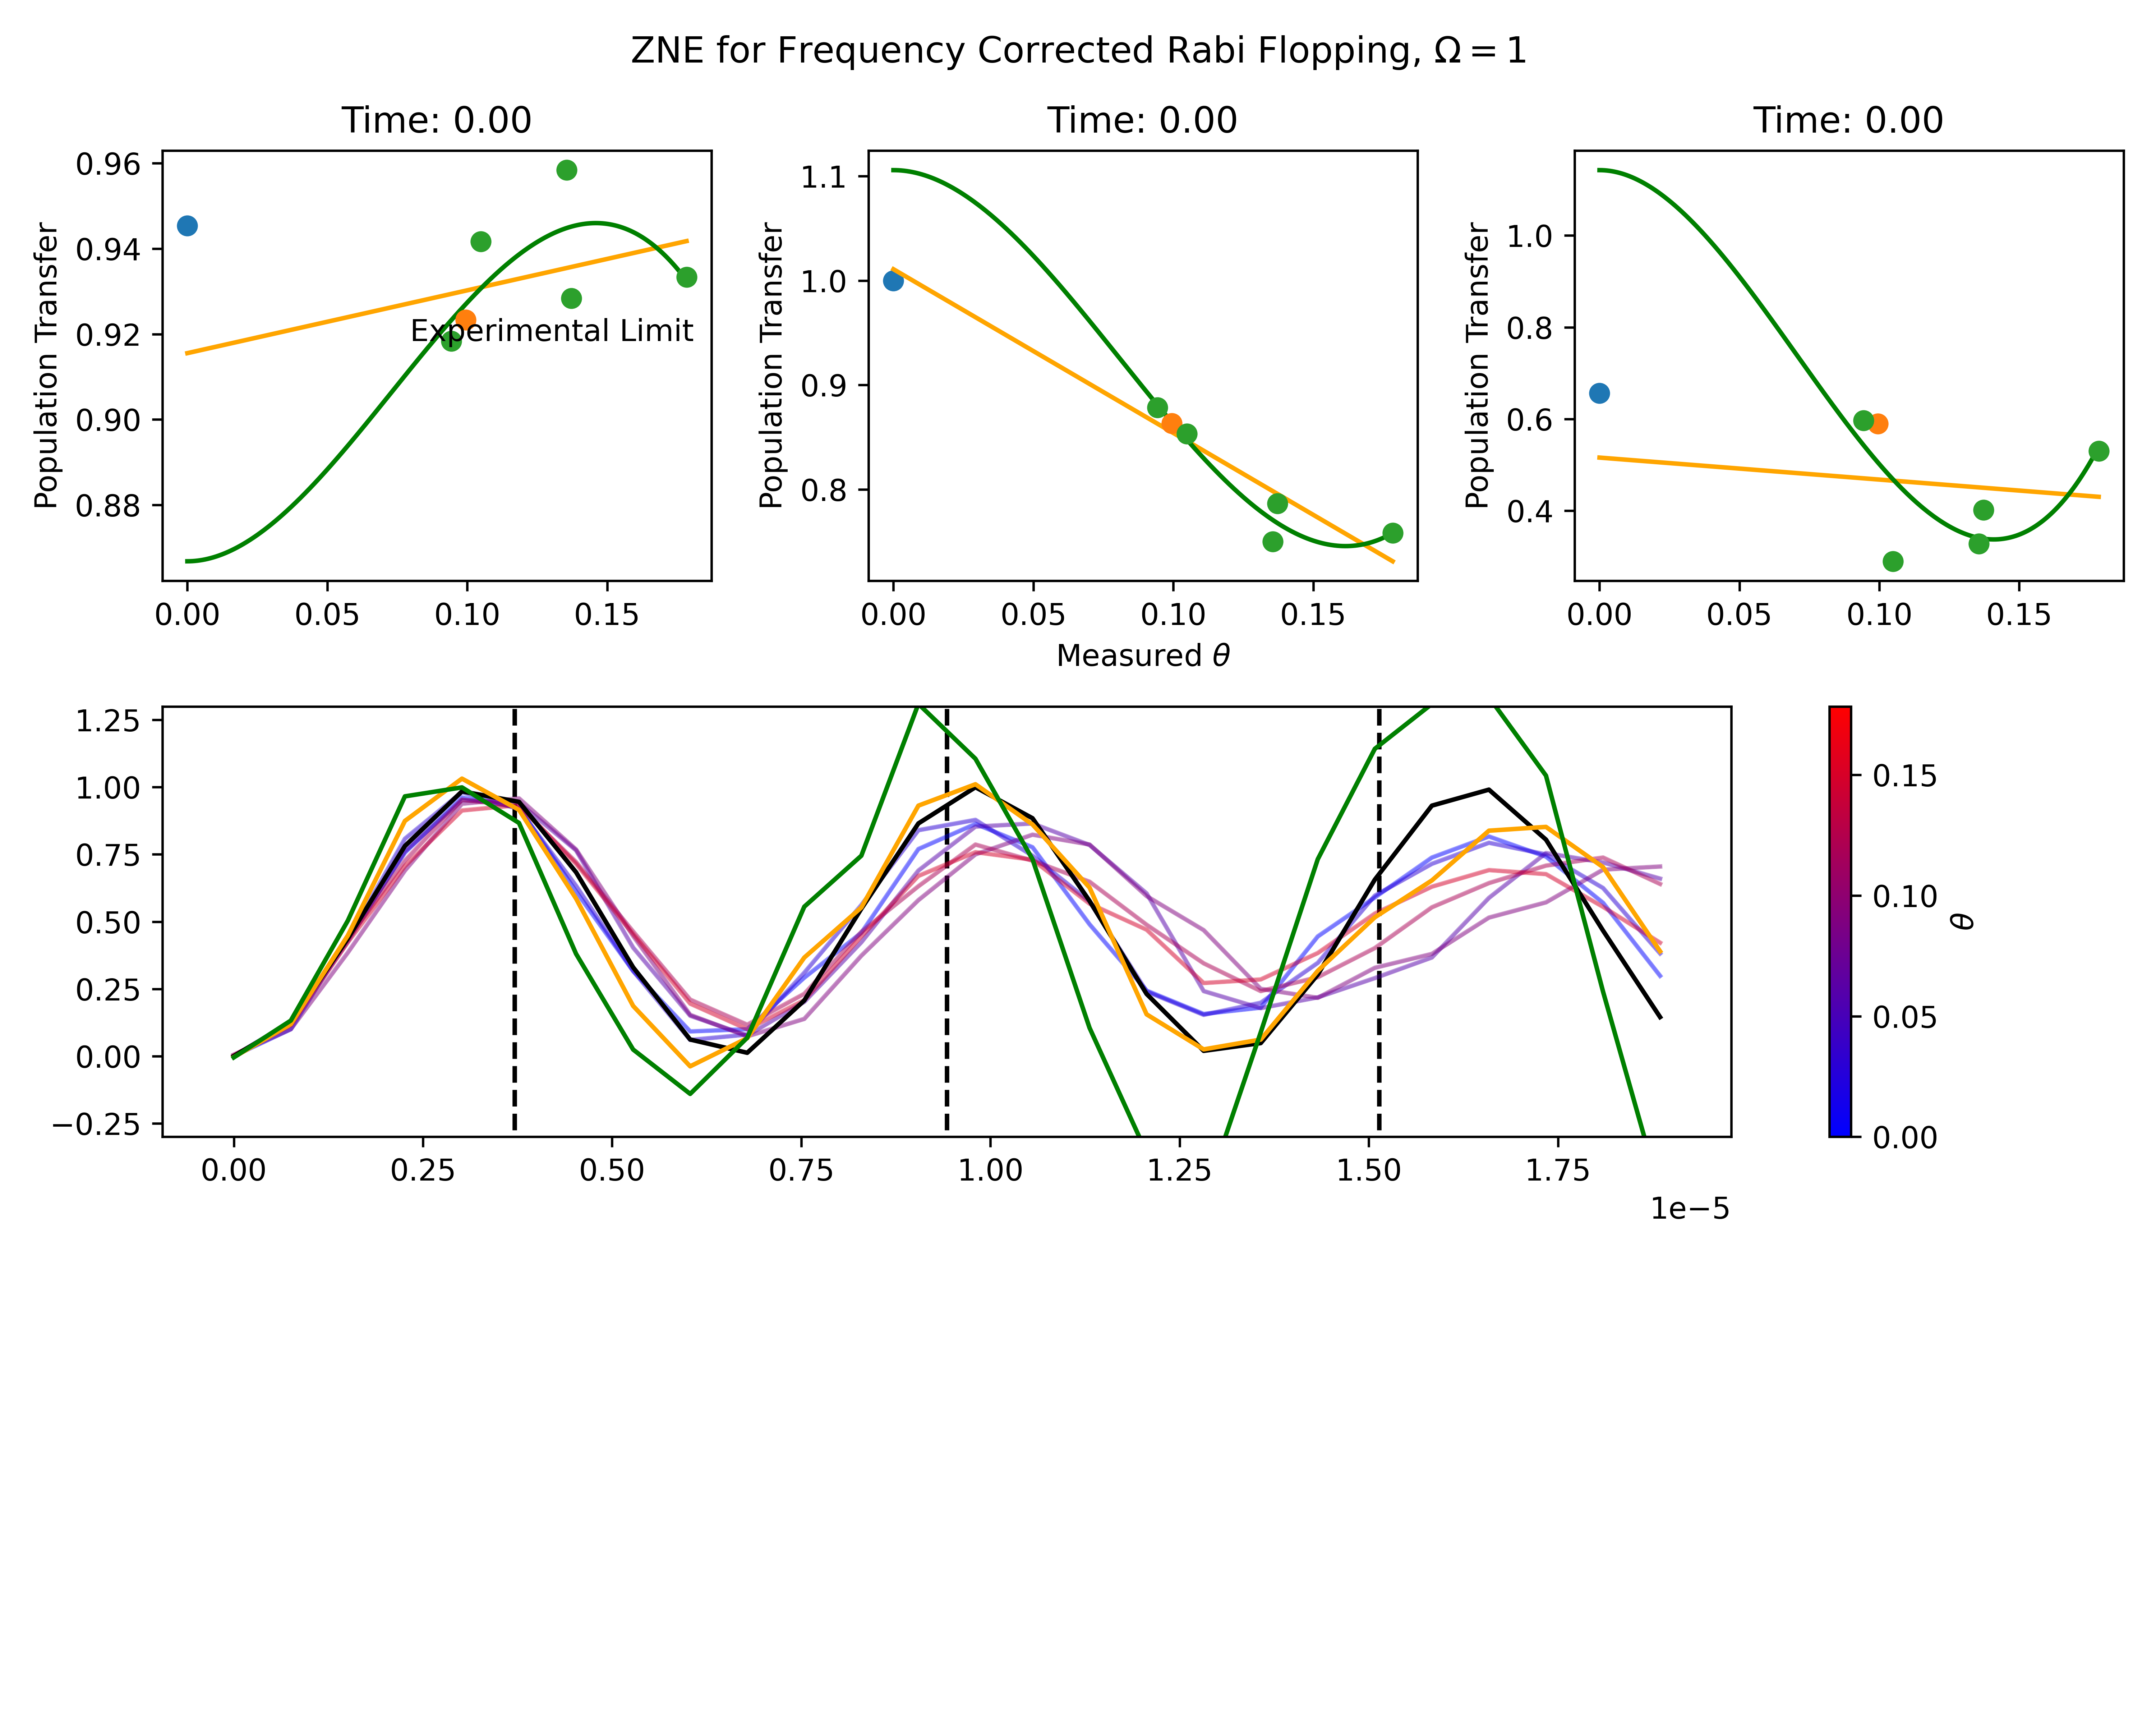 ZNE for Frequency Corrected Rabi Flopping, Ω = 1
Time: 0.00
Time: 0.00
Time: 0.00
Population Transfer
0.96
0.94
0.92
0.90
0.88
Experimental Limit
0.00 0.05 0.10 0.15
Population Transfer
1.1
1.0
0.9
0.8
0.00 0.05 0.10 0.15
Measured θ
Population Transfer
1.0
0.8
0.6
0.4
0.00 0.05 0.10 0.15
1.25
1.00
0.75
0.50
0.25
0.00
−0.25
0.00 0.25 0.50 0.75 1.00 1.25 1.50 1.75
1e−5
0.15
0.10
0.05
0.00
θ